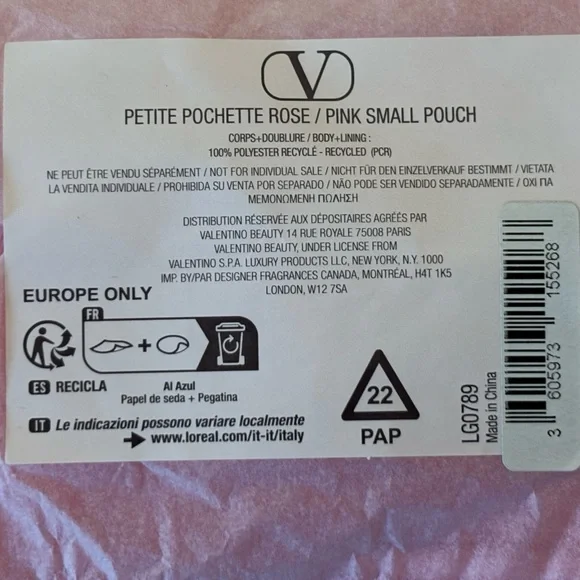 V
PETITE POCHETTE ROSE / PINK SMALL POUCH
CORPS+DOUBLURE / BODY+LINING :
100% POLYESTER RECYCLÉ - RECYCLED (PCR)
NE PEUT ÊTRE VENDU SÉPARÉMENT / NOT FOR INDIVIDUAL SALE / NICHT FÜR DEN EINZELVERKAUF BESTIMMT / VIETATA
LA VENDITA INDIVIDUALE / PROHIBIDA SU VENTA POR SEPARADO / NÃO PODE SER VENDIDO SEPARADAMENTE / ΟΧΙ ΓΙΑ
ΜΕΜΟΝΩΜΕΝΗ ΠΩΛΗΣΗ
DISTRIBUTION RÉSERVÉE AUX DÉPOSITAIRES AGRÉÉS PAR
VALENTINO BEAUTY 14 RUE ROYALE 75008 PARIS
VALENTINO BEAUTY, UNDER LICENSE FROM
VALENTINO S.P.A. LUXURY PRODUCTS LLC, NEW YORK, N.Y. 1000
IMP. BY/PAR DESIGNER FRAGRANCES CANADA, MONTRÉAL, H4T 1K5
LONDON, W12 7SA
EUROPE ONLY
FR
+
ES RECICLA
Al Azul
Papel de seda + Pegatina
IT Le indicazioni possono variare localmente
www.loreal.com/it-it/italy
22
PAP
LG0789
Made in China
3 605973 155268